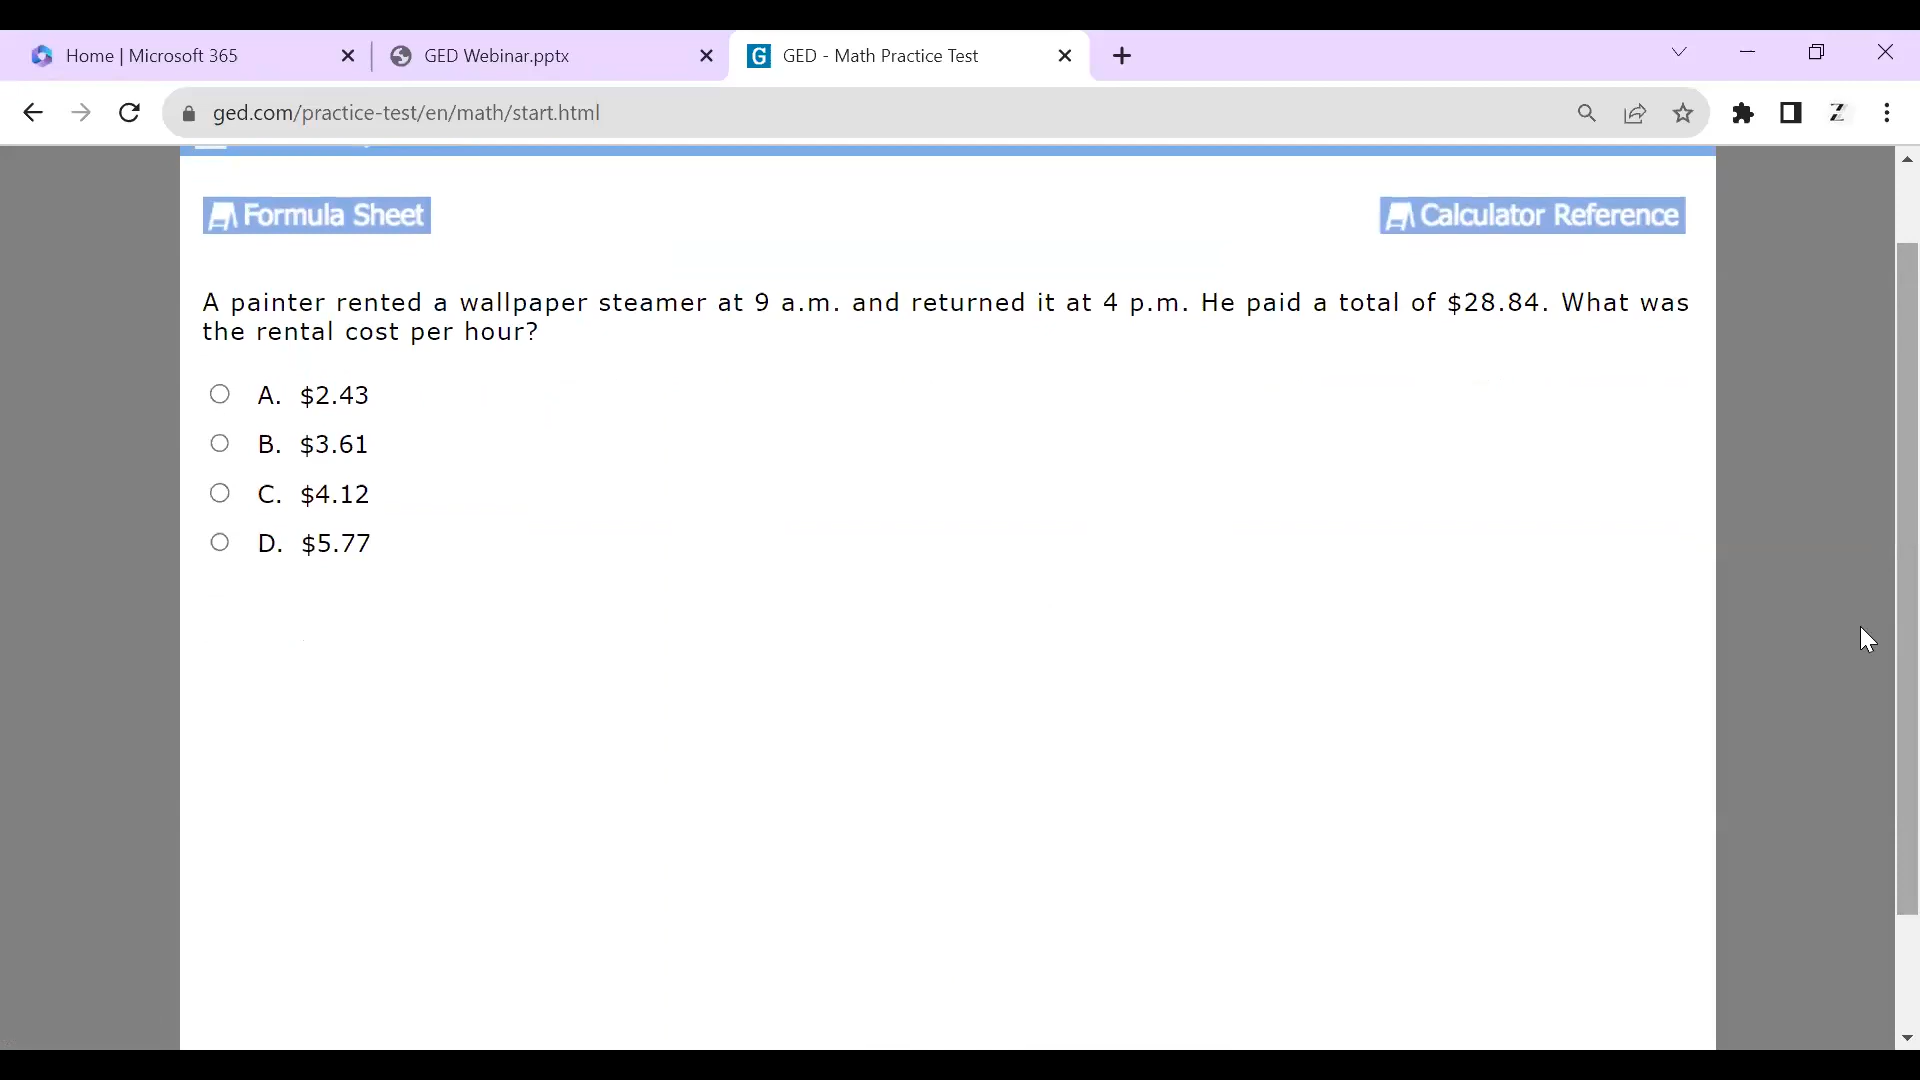 Home | Microsoft 365
GED Webinar.pptx
G GED - Math Practice Test
ged.com/practice-test/en/math/start.html
Z
Formula Sheet
Calculator Reference
A painter rented a wallpaper steamer at 9 a.m. and returned it at 4 p.m. He paid a total of $28.84. What was
the rental cost per hour?
A. $2.43
B. $3.61
C. $4.12
D. $5.77